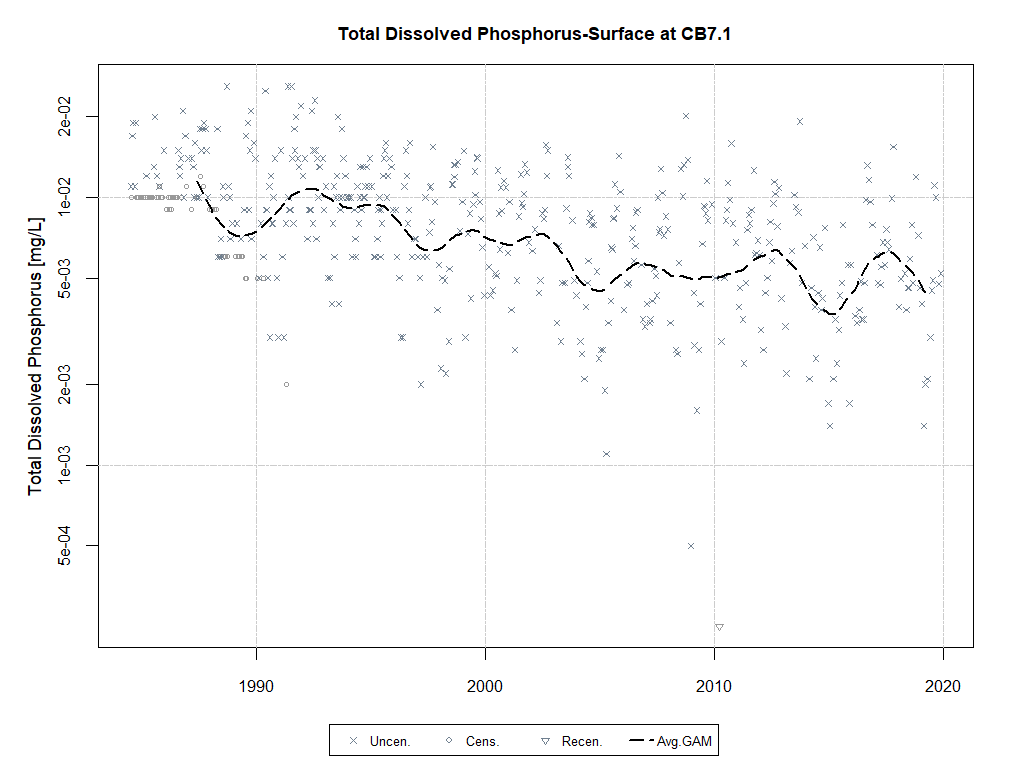 Total Dissolved Phosphorus-Surface at CB7.1
Total Dissolved Phosphorus [mg/L]
2e-02
1e-02
5e-03
2e-03
1e-03
5e-04
1990 2000 2010 2020
Uncen. Cens. Recen. Avg.GAM